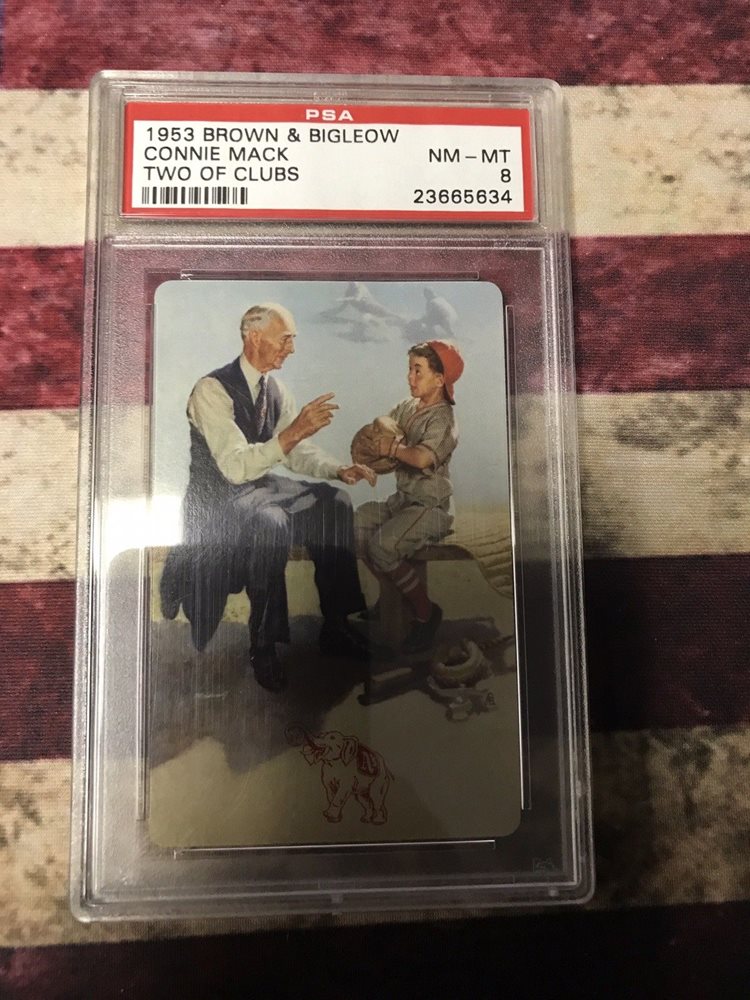 PSA
1953 BROWN & BIGLEOW
CONNIE MACK NM-MT
TWO OF CLUBS 8
23665634
A